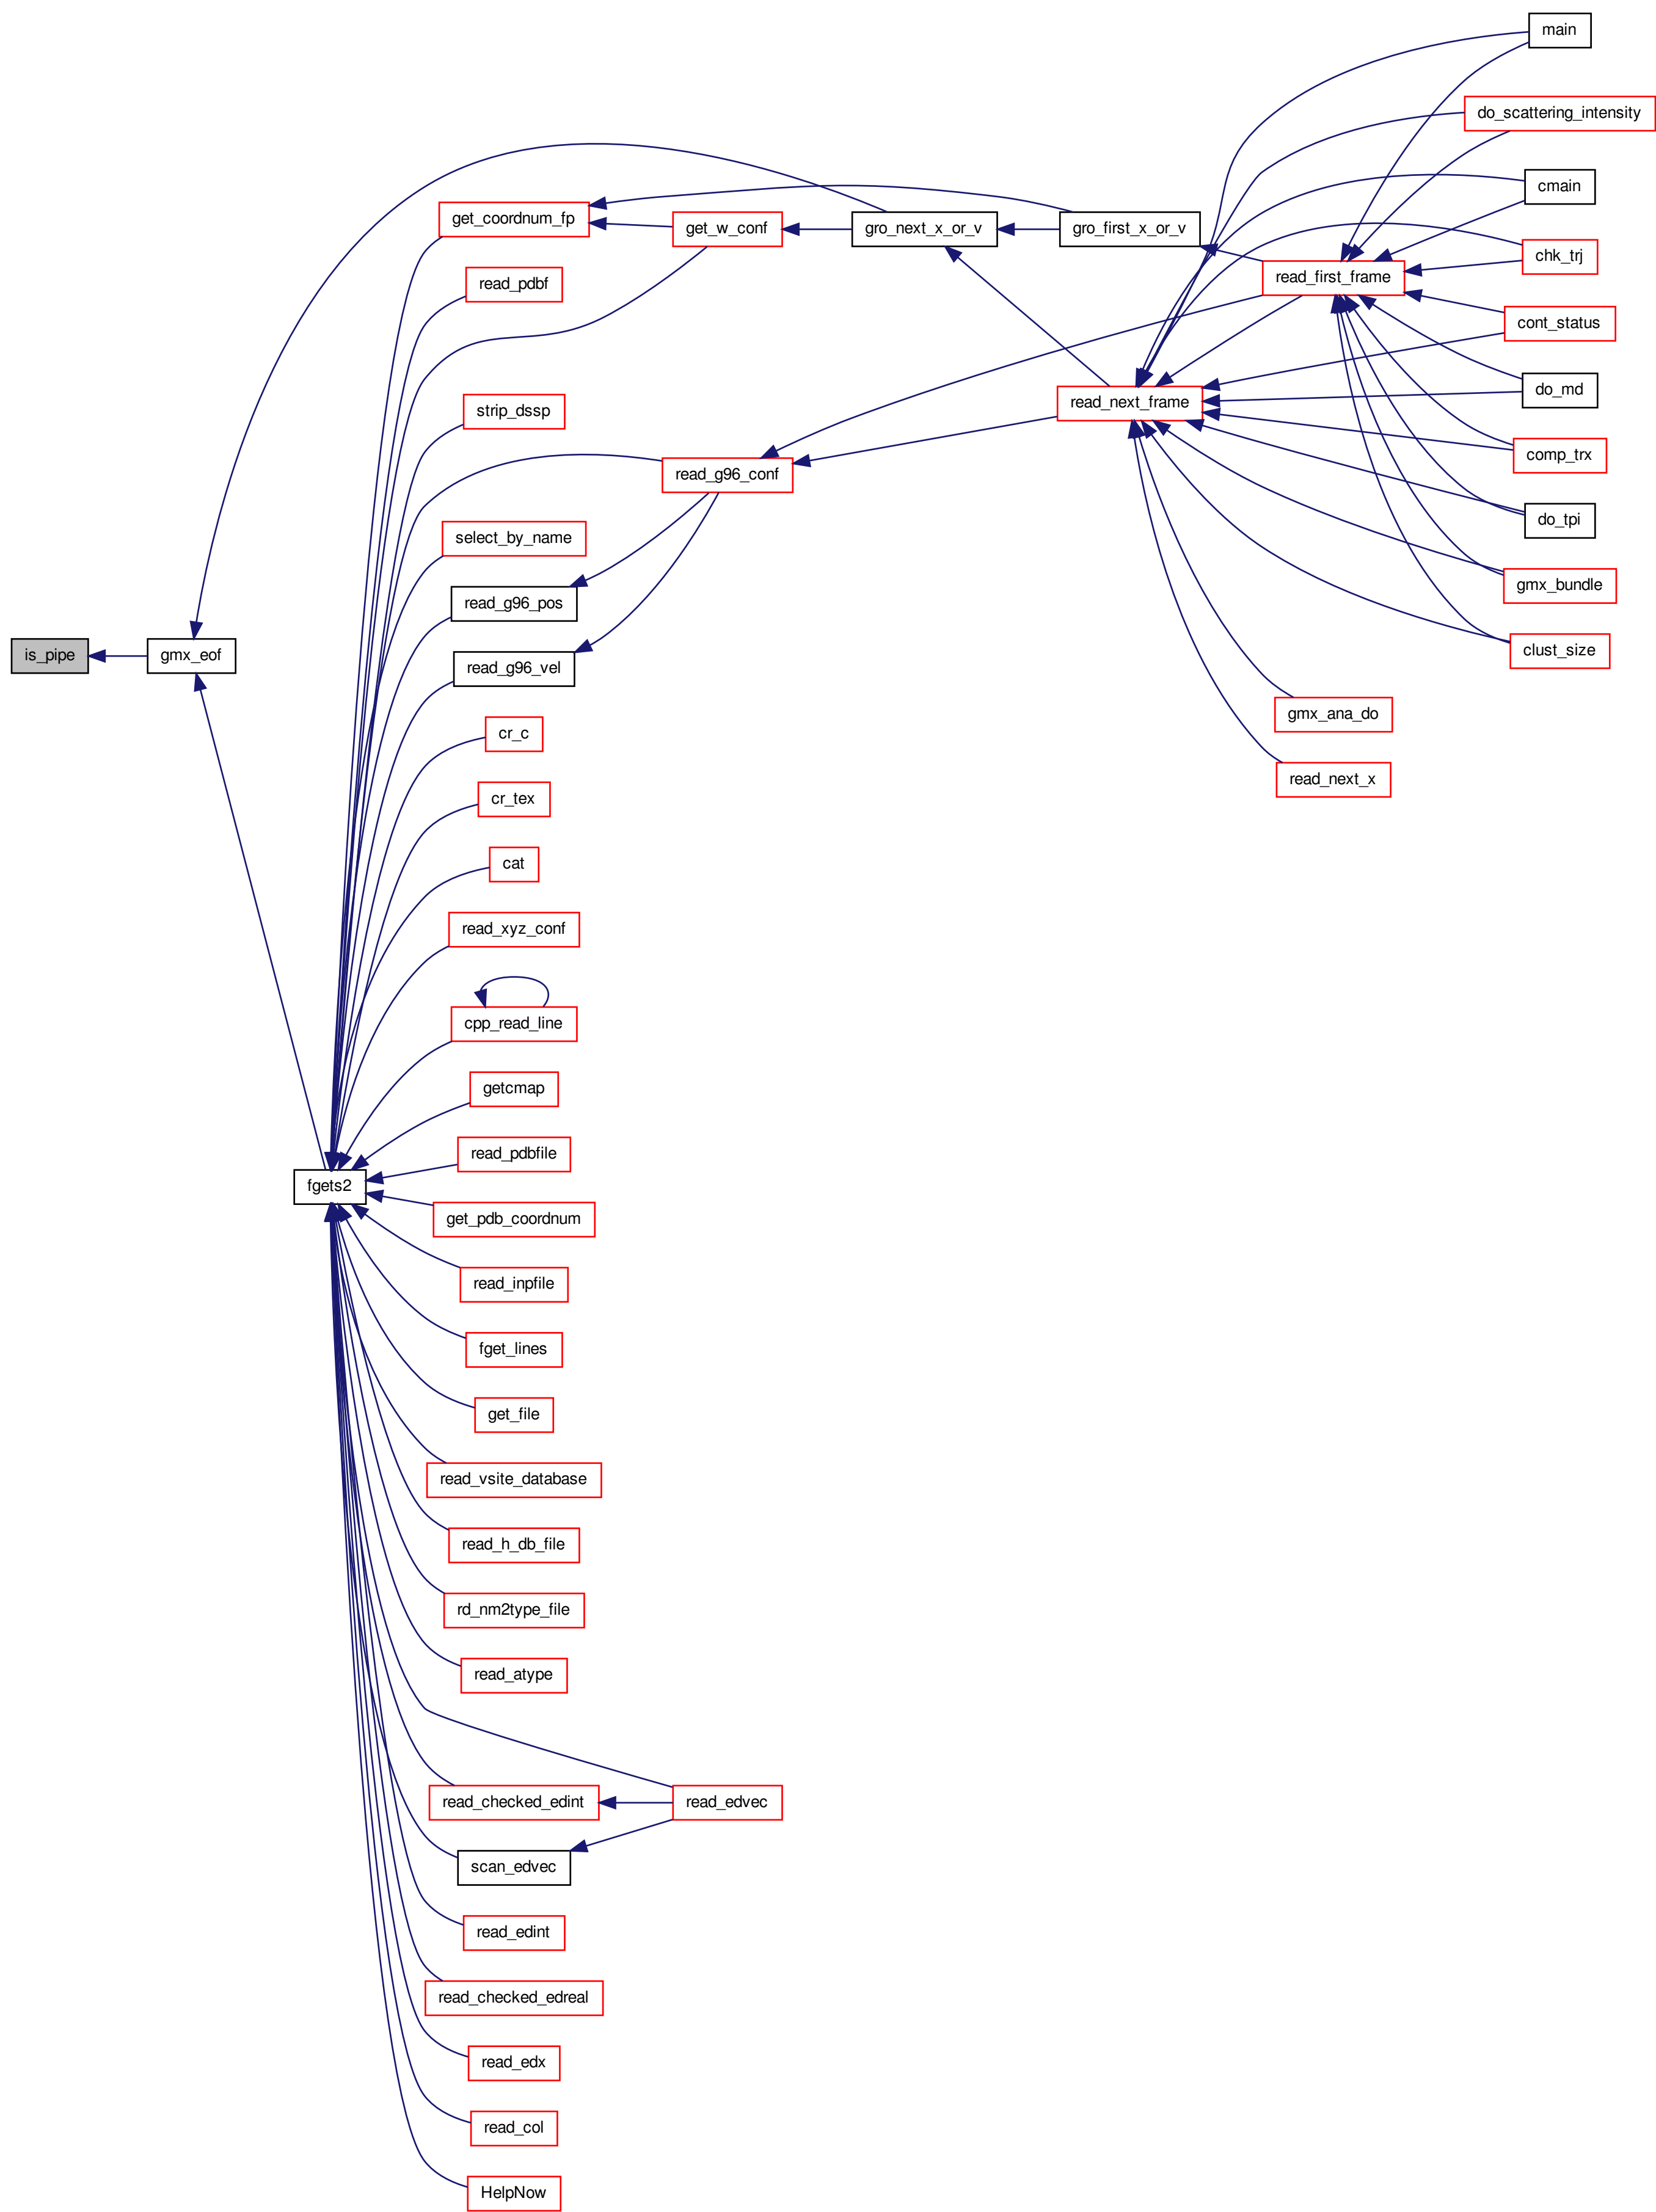 main
do_scattering_intensity
cmain
get_coordnum_fp
get_w_conf
gro_next_x_or_v
gro_first_x_or_v
chk_trj
read_pdbf
read_first_frame
cont_status
do_md
strip_dssp
read_next_frame
comp_trx
read_g96_conf
do_tpi
select_by_name
gmx_bundle
read_g96_pos
is_pipe
gmx_eof
read_g96_vel
clust_size
gmx_ana_do
cr_c
read_next_x
cr_tex
cat
read_xyz_conf
cpp_read_line
getcmap
read_pdbfile
fgets2
get_pdb_coordnum
read_inpfile
fget_lines
get_file
read_vsite_database
read_h_db_file
rd_nm2type_file
read_atype
read_checked_edint
read_edvec
scan_edvec
read_edint
read_checked_edreal
read_edx
read_col
HelpNow